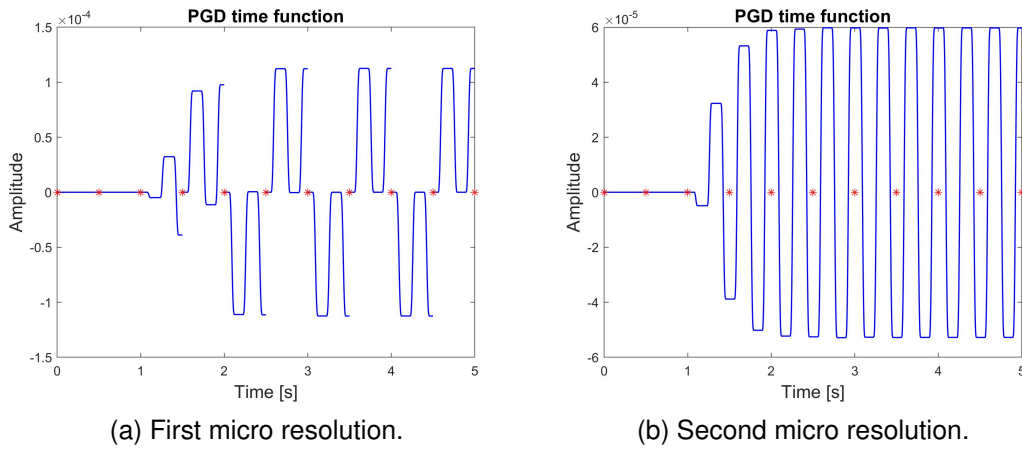 PGD time function
×10⁻⁴
1.5
1
0.5
0
-0.5
-1
-1.5
0 1 2 3 4 5
Amplitude
Time [s]
(a) First micro resolution.
PGD time function
×10⁻⁵
6
4
2
0
-2
-4
-6
0 1 2 3 4 5
Amplitude
Time [s]
(b) Second micro resolution.